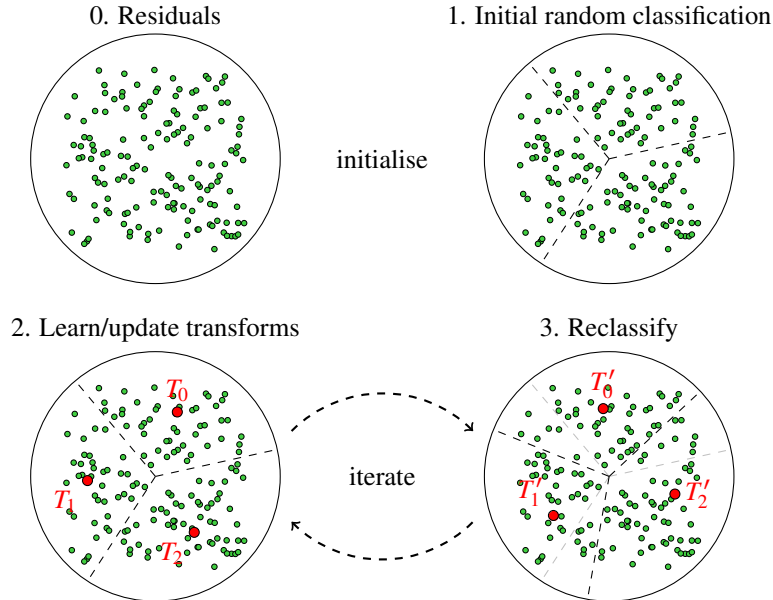 0. Residuals
1. Initial random classification
initialise
2. Learn/update transforms
3. Reclassify
T₀
T₁
T₂
iterate
T₀′
T₁′
T₂′